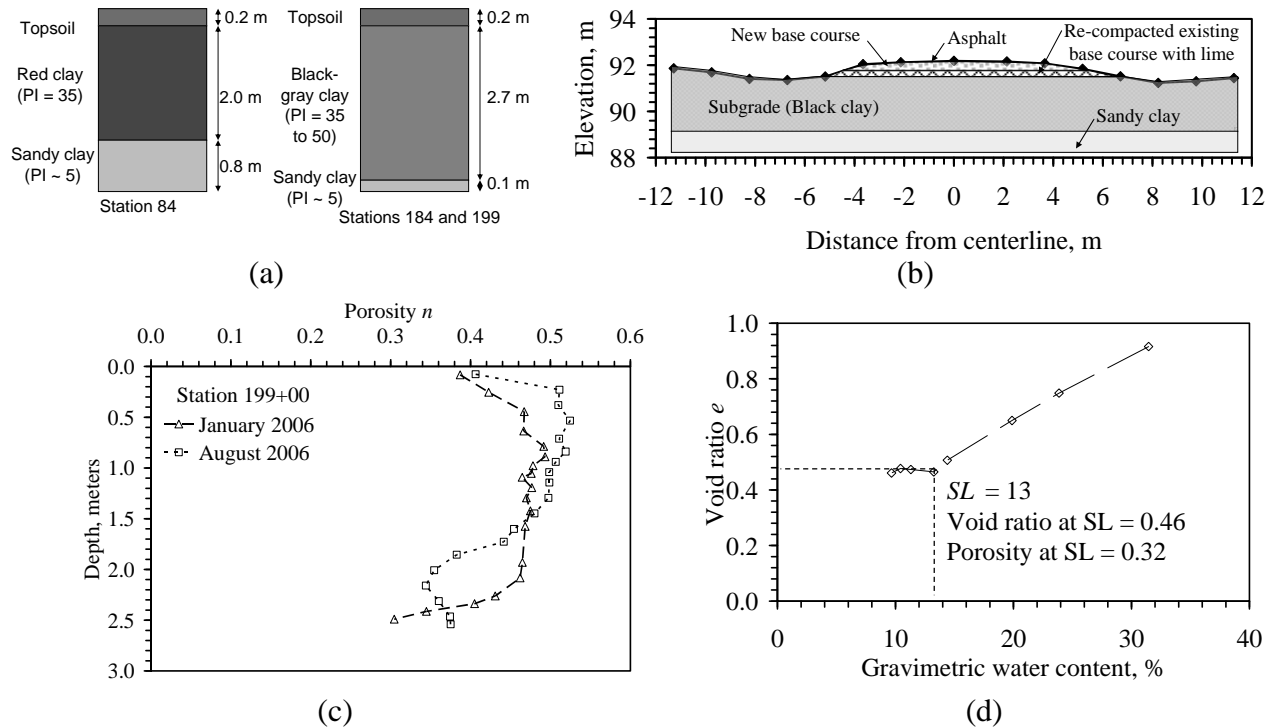 Topsoil
0.2 m
Red clay
(PI = 35)
2.0 m
Sandy clay
(PI ~ 5)
0.8 m
Station 84
0.2 m
Black-
gray clay
(PI = 35
to 50)
2.7 m
Sandy clay
(PI ~ 5)
0.1 m
Stations 184 and 199
(a)
Elevation, m
94
92
90
88
New base course
Asphalt
Re-compacted existing
base course with lime
Subgrade (Black clay)
Sandy clay
-12 -10 -8 -6 -4 -2 0 2 4 6 8 10 12
Distance from centerline, m
(b)
Porosity n
0.0 0.1 0.2 0.3 0.4 0.5 0.6
Depth, meters
0.0
0.5
1.0
1.5
2.0
2.5
3.0
Station 199+00
January 2006
August 2006
(c)
Void ratio e
1.0
0.8
0.6
0.4
0.2
0.0
SL = 13
Void ratio at SL = 0.46
Porosity at SL = 0.32
0 10 20 30 40
Gravimetric water content, %
(d)